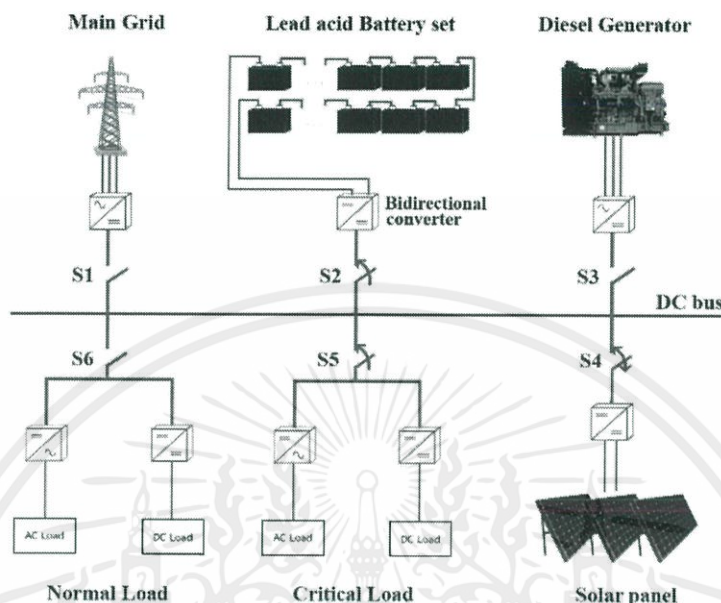 Main Grid
Lead acid Battery set
Diesel Generator
Bidirectional
converter
S1
S2
S3
DC bus
S6
S5
S4
AC Load
DC Load
AC Load
DC Load
Normal Load
Critical Load
Solar panel